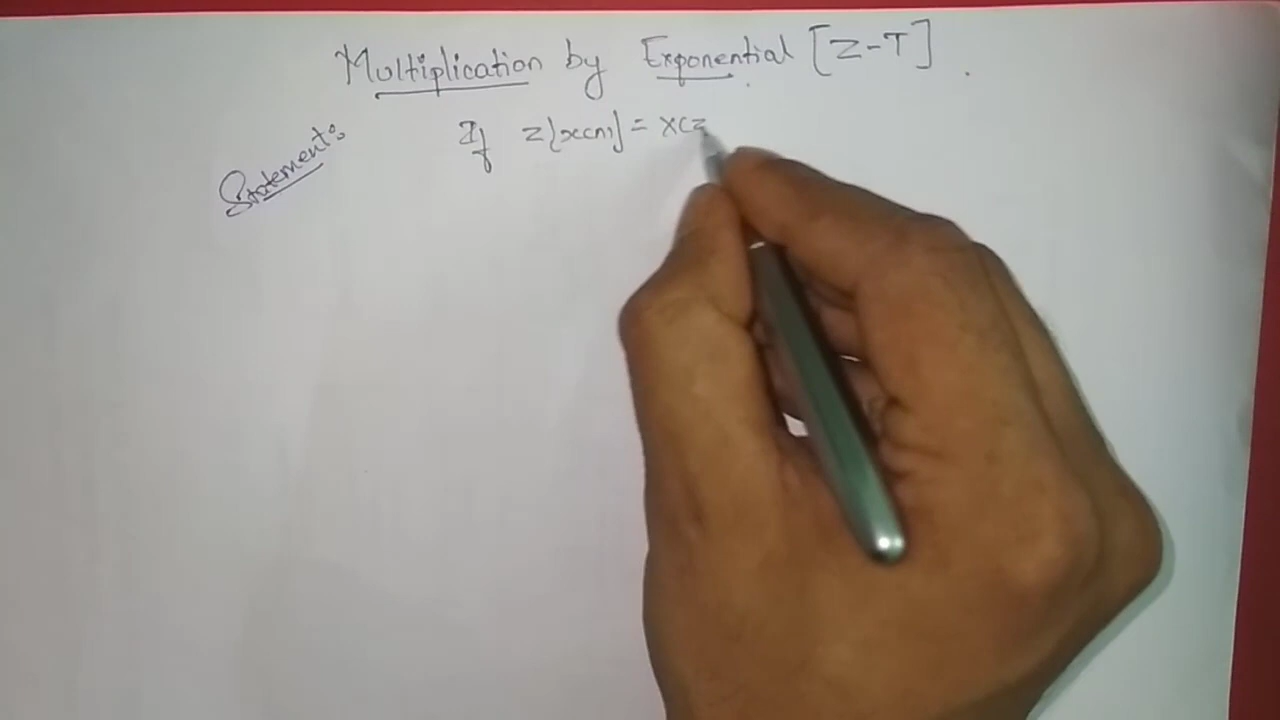 Multiplication by Exponential [Z-T]
Statement:
If Z[x(n)] = X(z